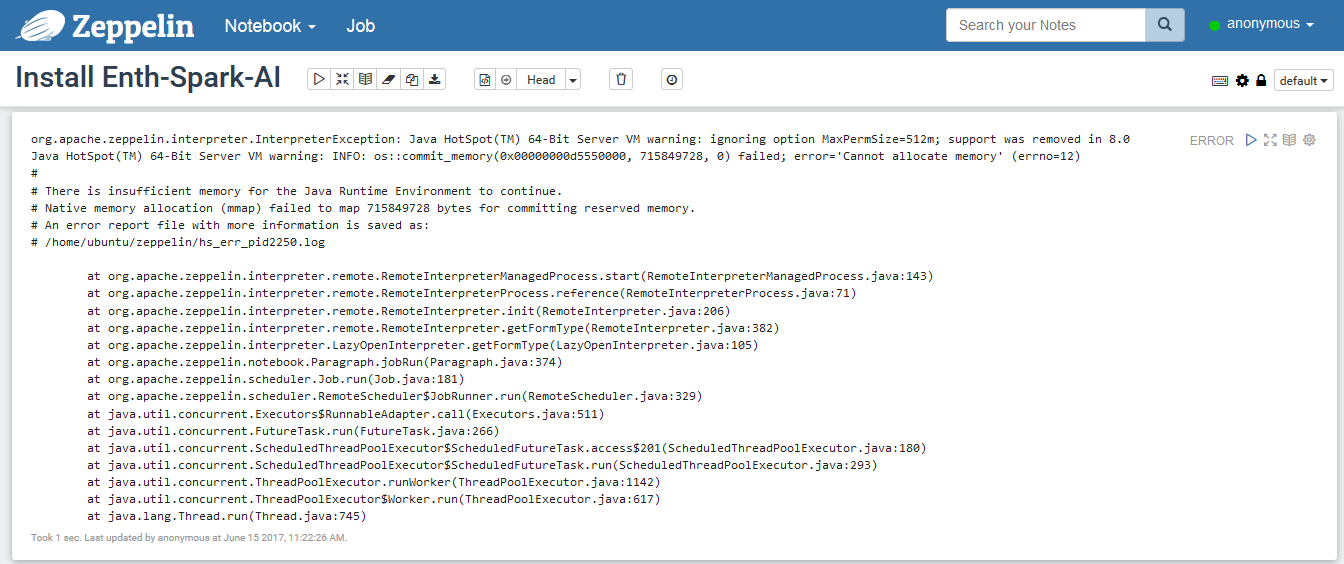 Zeppelin Notebook Job Search your Notes anonymous
Install Enth-Spark-AI Head default
org.apache.zeppelin.interpreter.InterpreterException: Java HotSpot(TM) 64-Bit Server VM warning: ignoring option MaxPermSize=512m; support was removed in 8.0 ERROR
Java HotSpot(TM) 64-Bit Server VM warning: INFO: os::commit_memory(0x00000000d5550000, 715849728, 0) failed; error='Cannot allocate memory' (errno=12)
#
# There is insufficient memory for the Java Runtime Environment to continue.
# Native memory allocation (mmap) failed to map 715849728 bytes for committing reserved memory.
# An error report file with more information is saved as:
# /home/ubuntu/zeppelin/hs_err_pid2250.log
at org.apache.zeppelin.interpreter.remote.RemoteInterpreterManagedProcess.start(RemoteInterpreterManagedProcess.java:143)
at org.apache.zeppelin.interpreter.remote.RemoteInterpreterProcess.reference(RemoteInterpreterProcess.java:71)
at org.apache.zeppelin.interpreter.remote.RemoteInterpreter.init(RemoteInterpreter.java:206)
at org.apache.zeppelin.interpreter.remote.RemoteInterpreter.getFormType(RemoteInterpreter.java:382)
at org.apache.zeppelin.interpreter.LazyOpenInterpreter.getFormType(LazyOpenInterpreter.java:105)
at org.apache.zeppelin.notebook.Paragraph.jobRun(Paragraph.java:374)
at org.apache.zeppelin.scheduler.Job.run(Job.java:181)
at org.apache.zeppelin.scheduler.RemoteScheduler$JobRunner.run(RemoteScheduler.java:329)
at java.util.concurrent.Executors$RunnableAdapter.call(Executors.java:511)
at java.util.concurrent.FutureTask.run(FutureTask.java:266)
at java.util.concurrent.ScheduledThreadPoolExecutor$ScheduledFutureTask.access$201(ScheduledThreadPoolExecutor.java:180)
at java.util.concurrent.ScheduledThreadPoolExecutor$ScheduledFutureTask.run(ScheduledThreadPoolExecutor.java:293)
at java.util.concurrent.ThreadPoolExecutor.runWorker(ThreadPoolExecutor.java:1142)
at java.util.concurrent.ThreadPoolExecutor$Worker.run(ThreadPoolExecutor.java:617)
at java.lang.Thread.run(Thread.java:745)
Took 1 sec. Last updated by anonymous at June 15 2017, 11:22:26 AM.